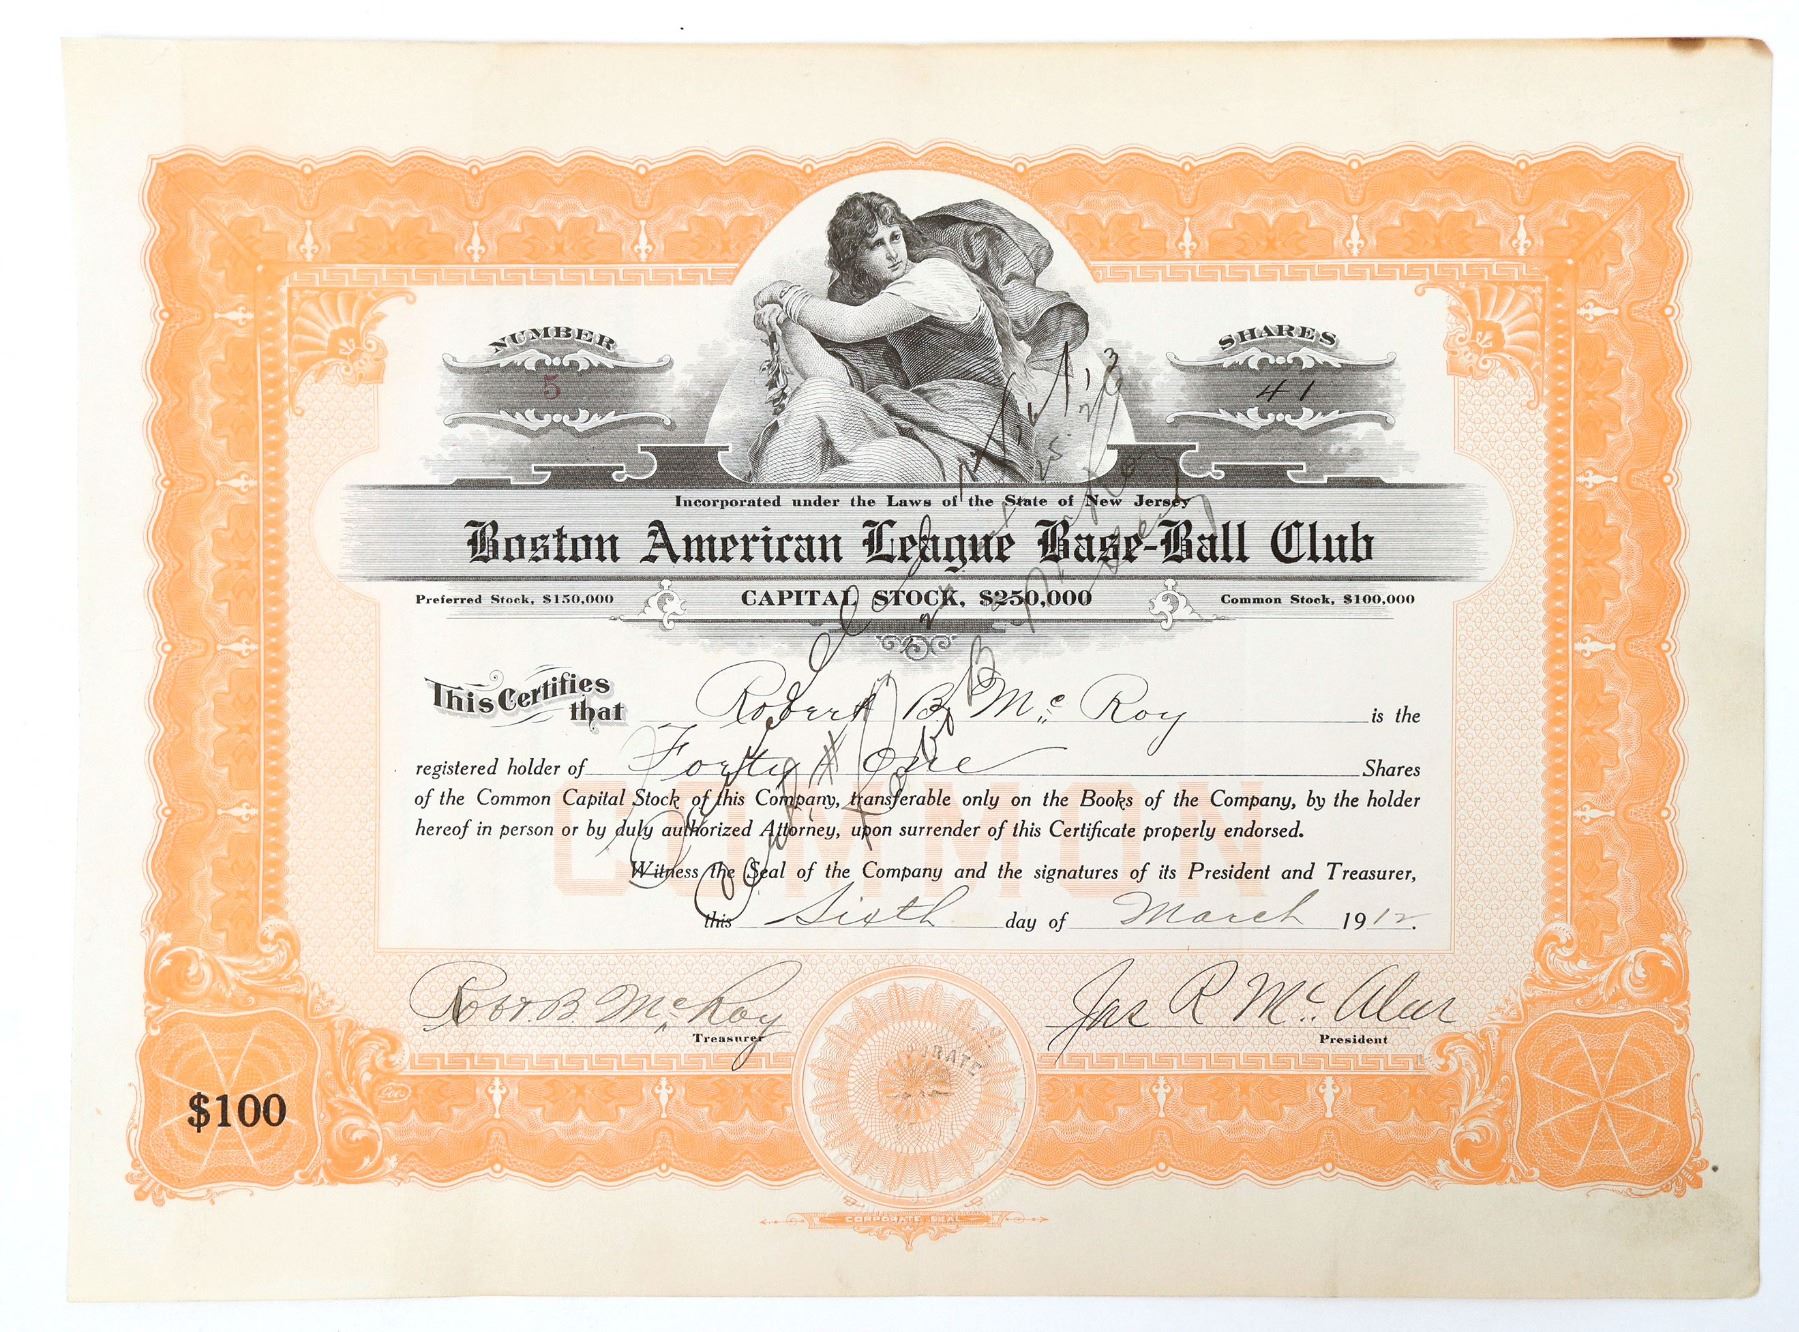 NUMBER
5
SHARES
41
Incorporated under the Laws of the State of New Jersey
Boston American League Base-Ball Club
Preferred Stock, $150,000
CAPITAL STOCK, $250,000
Common Stock, $100,000
This Certifies that Robert B. Mc Roy is the
registered holder of Forty One Shares
of the Common Capital Stock of this Company, transferable only on the Books of the Company, by the holder
hereof in person or by duly authorized Attorney, upon surrender of this Certificate properly endorsed.
COMMON
Witness the Seal of the Company and the signatures of its President and Treasurer,
this Sixth day of March 1912.
Robt. B. McRoy
Treasurer
Jas R Mc Aleer
President
$100
CORPORATE SEAL